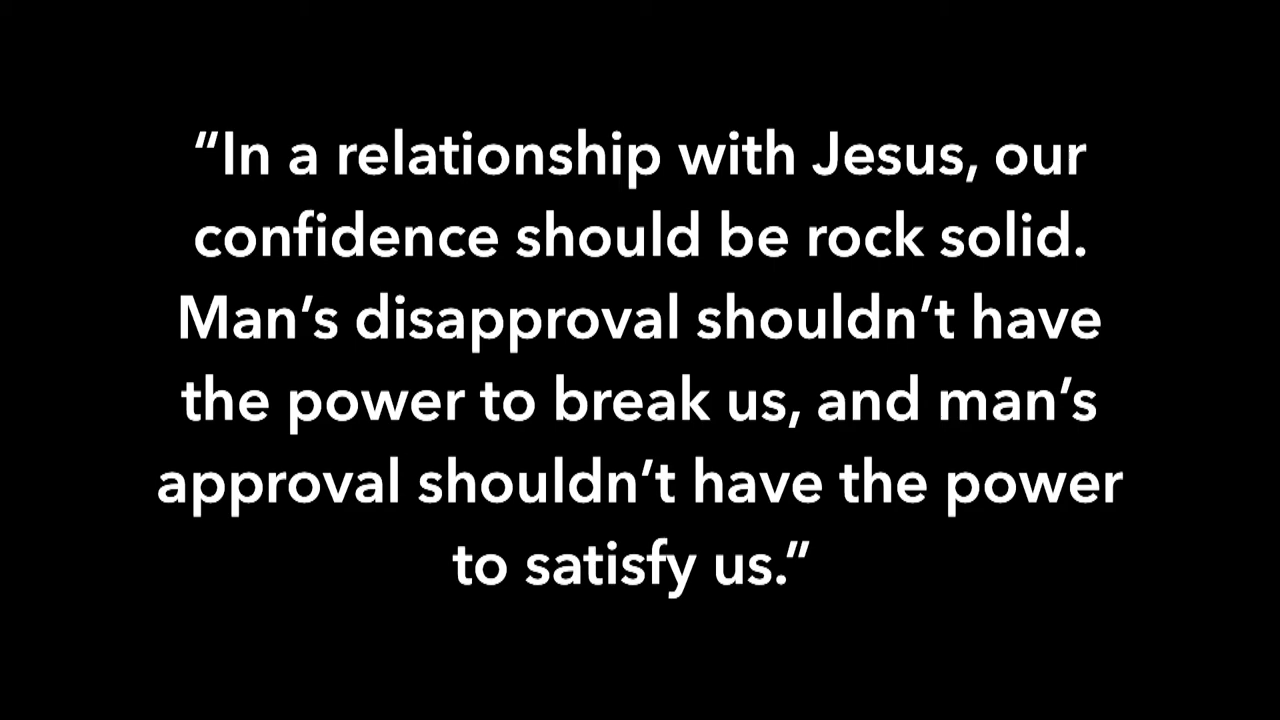 “In a relationship with Jesus, our
confidence should be rock solid.
Man’s disapproval shouldn’t have
the power to break us, and man’s
approval shouldn’t have the power
to satisfy us.”